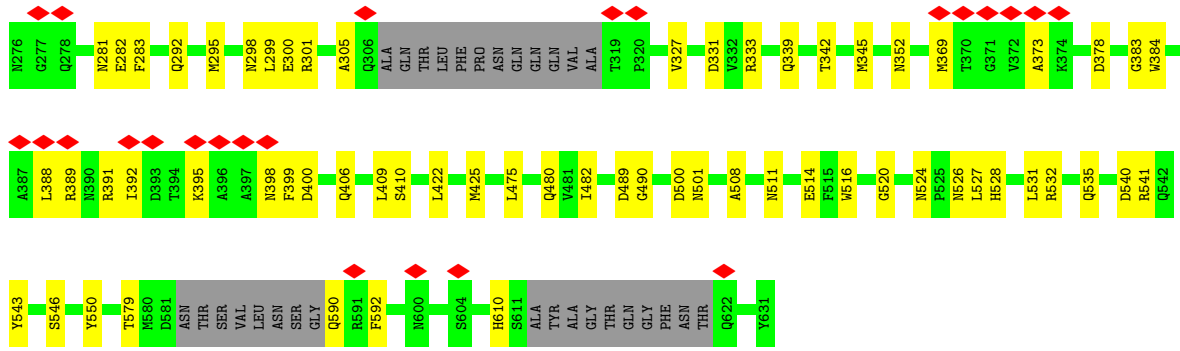 N276 G277 Q278 N281 E282 F283 Q292 M295 N298 L299 E300 R301 A305 Q306 ALA GLN THR LEU PHE PRO ASN GLN GLN GLN VAL ALA T319 P320 V327 D331 V332 R333 Q339 T342 M345 N352 M369 T370 G371 V372 A373 K374 D378 G383 W384
A387 L388 R389 N390 R391 I392 D393 T394 K395 A396 A397 N398 F399 D400 Q406 L409 S410 L422 M425 L475 Q480 V481 I482 D489 G490 D500 N501 A508 N511 E514 F515 W516 G520 N524 P525 N526 L527 H528 L531 R532 Q535 D540 R541 Q542
Y543 S546 Y550 T579 M580 D581 ASN THR SER VAL LEU ASN SER GLY Q590 R591 F592 N600 S604 H610 S611 ALA TYR ALA GLY THR GLN GLY PHE ASN THR Q622 Y631